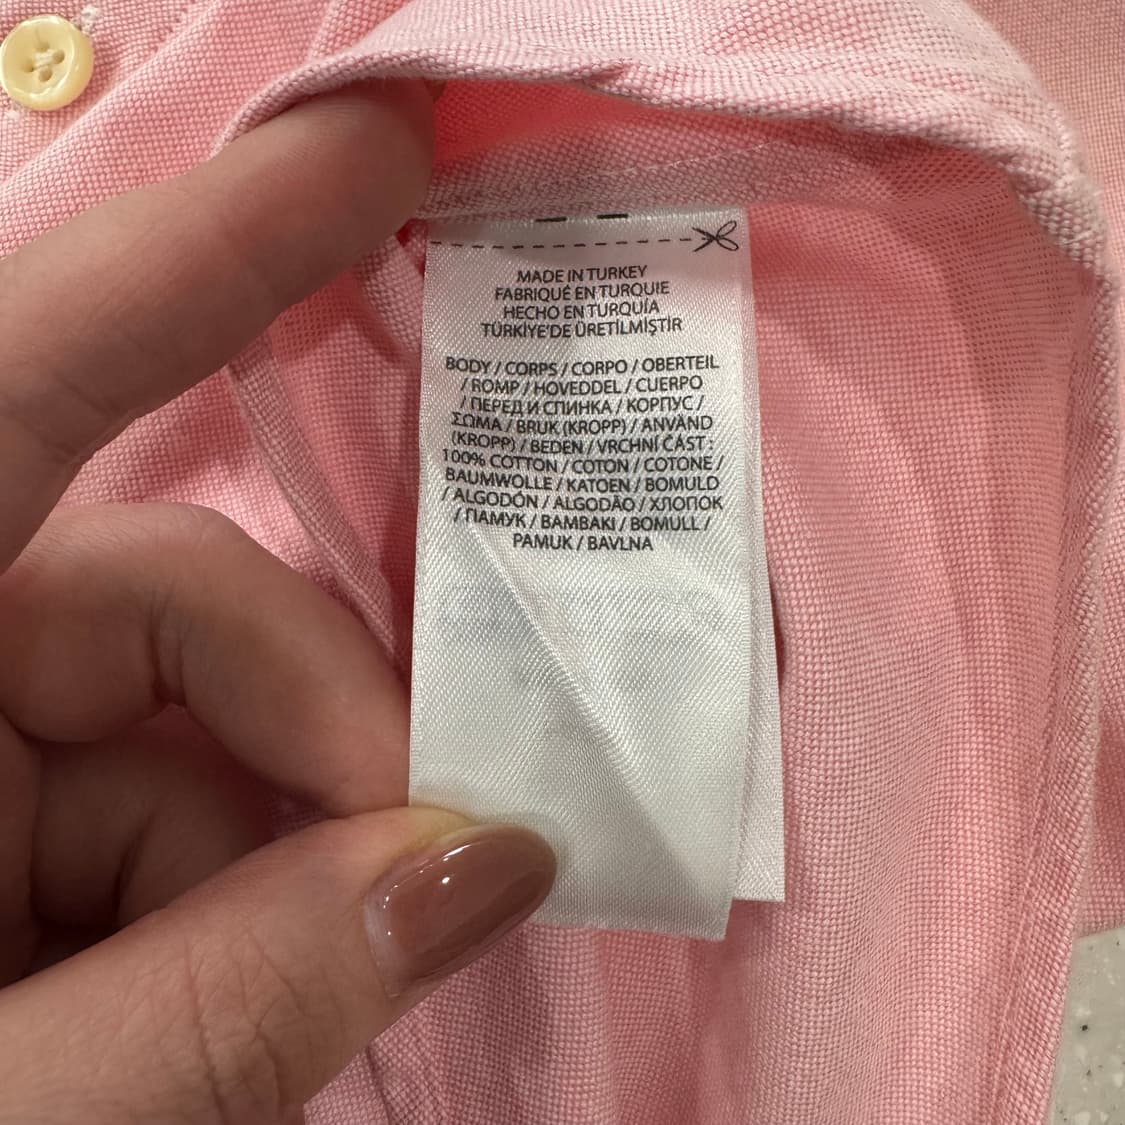 MADE IN TURKEY
FABRIQUÉ EN TURQUIE
HECHO EN TURQUÍA
TÜRKİYE'DE ÜRETİLMİŞTİR
BODY / CORPS / CORPO / OBERTEIL
/ ROMP / HOVEDDEL / CUERPO
/ ПЕРЕД И СПИНКА / КОРПУС /
ΣΩΜΑ / BRUK (KROPP) / ANVÄND
(KROPP) / BEDEN / VRCHNÍ ČÁST :
100% COTTON / COTON / COTONE /
BAUMWOLLE / KATOEN / BOMULD
/ ALGODÓN / ALGODÃO / ХЛОПОК
/ ПАМУК / ΒΑΜΒΑΚΙ / BOMULL /
PAMUK / BAVLNA